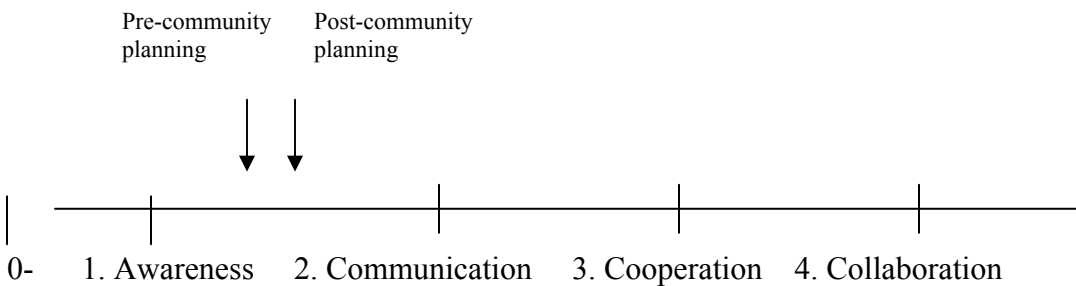 Pre-community Post-community
planning planning
0- 1. Awareness 2. Communication 3. Cooperation 4. Collaboration